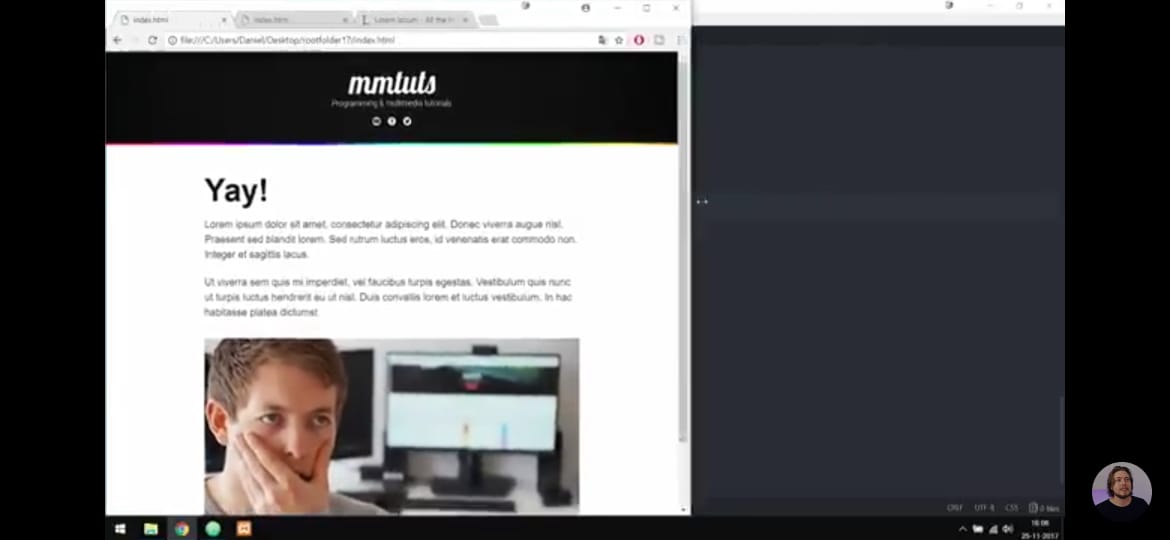 index.html
index.htm
Lorem Ipsum - All the
file:///C:/Users/Daniel/Desktop/rootfolder17/index.html
mmtuts
Programming & multimedia tutorials
Yay!
Lorem ipsum dolor sit amet, consectetur adipiscing elit. Donec viverra augue nisl.
Praesent sed blandit lorem. Sed rutrum luctus eros, id venenatis erat commodo non.
Integer et sagittis lacus.
Ut viverra sem quis mi imperdiet, vel faucibus turpis egestas. Vestibulum quis nunc
ut turpis luctus hendrerit eu ut nisl. Duis convallis lorem et luctus vestibulum. In hac
habitasse platea dictumst
CRLF UTF-8 CSS 0 files
16:06
25-11-2017